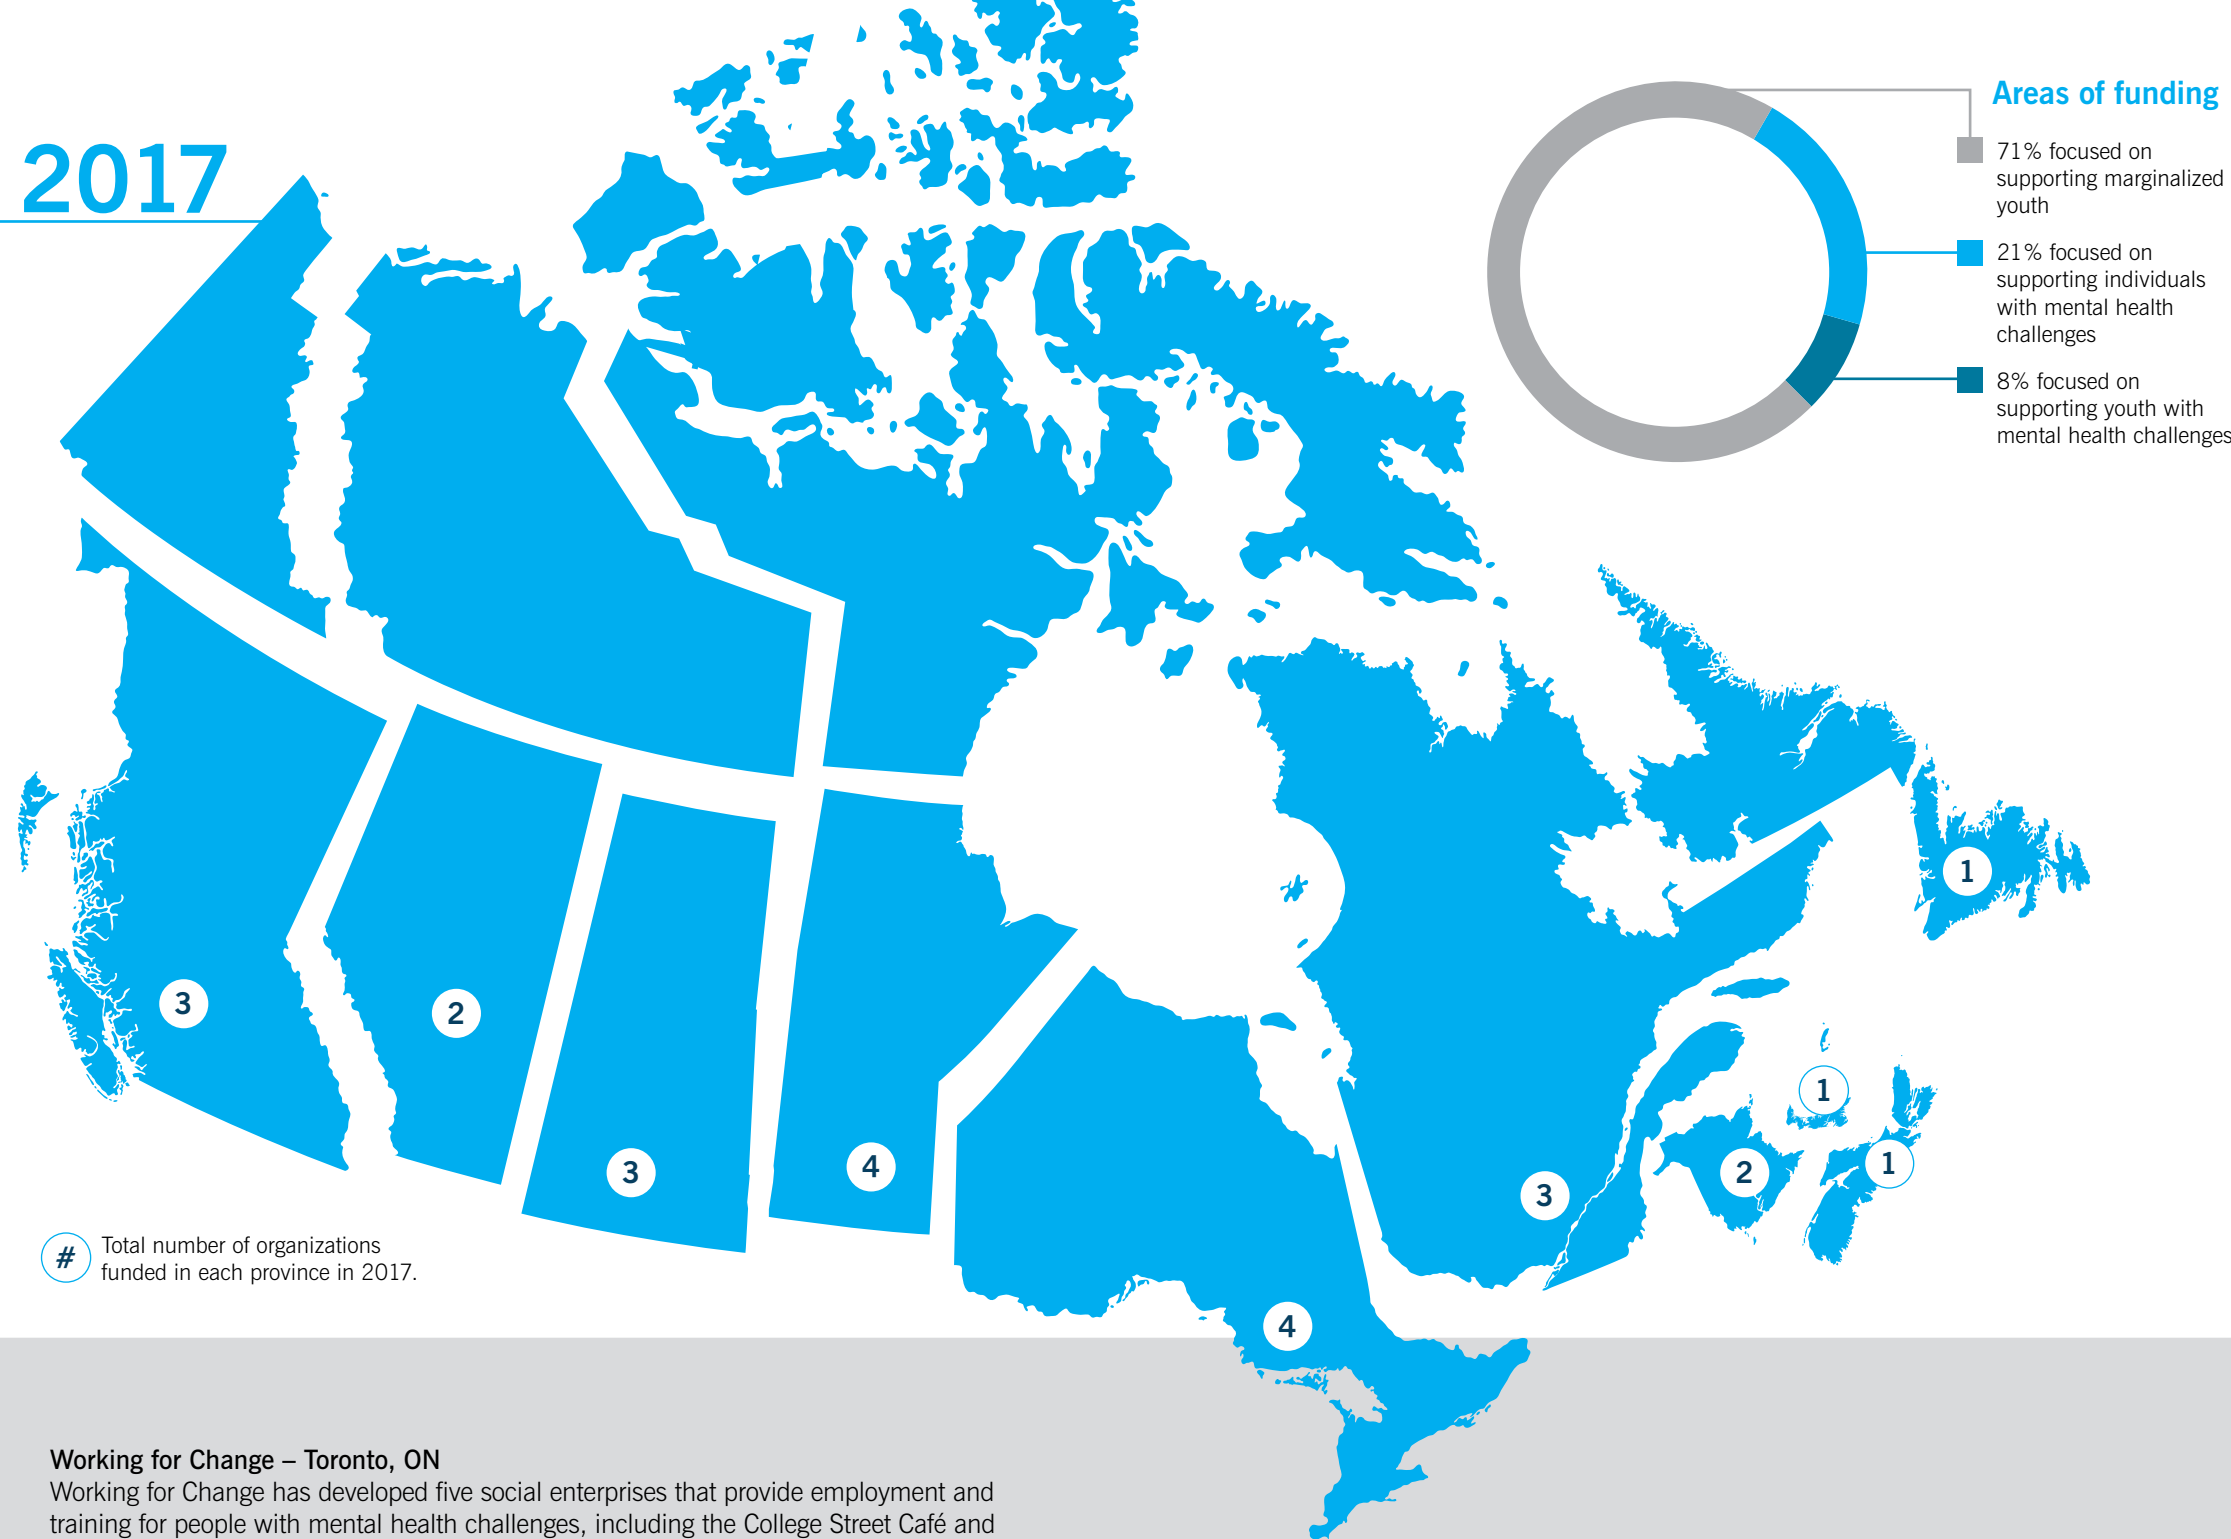 2017
Areas of funding
71% focused on
supporting marginalized
youth
21% focused on
supporting individuals
with mental health
challenges
8% focused on
supporting youth with
mental health challenges
1
3
2
1
3
4
3
2
1
# Total number of organizations
funded in each province in 2017.
4
Working for Change – Toronto, ON
Working for Change has developed five social enterprises that provide employment and
training for people with mental health challenges, including the College Street Café and